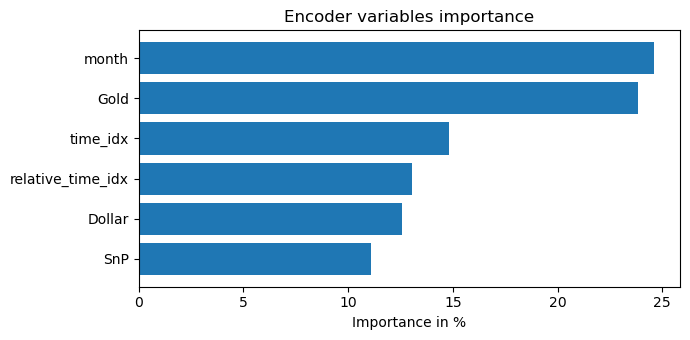 Encoder variables importance
month
Gold
time_idx
relative_time_idx
Dollar
SnP
0 5 10 15 20 25
Importance in %